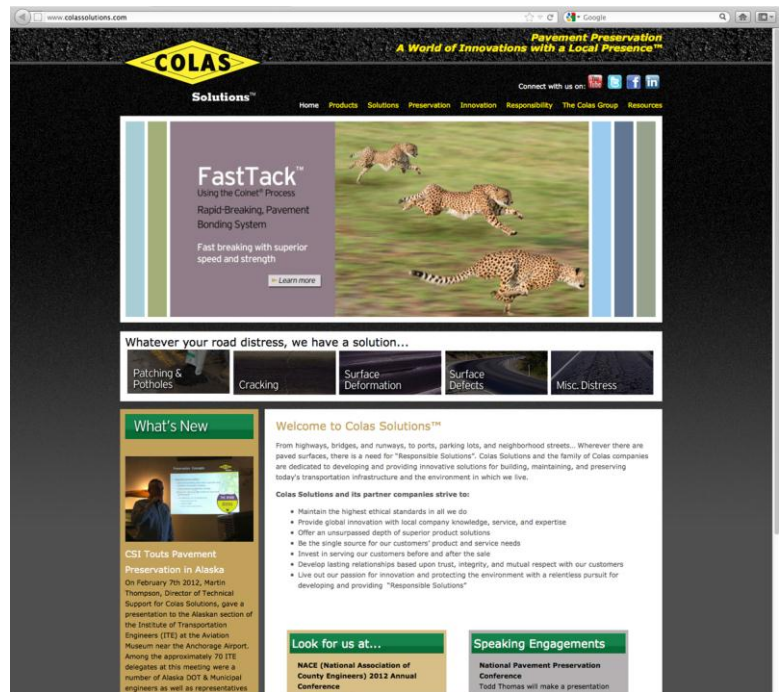 www.colassolutions.com
Google
Pavement Preservation
A World of Innovations with a Local Presence™
COLAS
Solutions™
Connect with us on:
Home Products Solutions Preservation Innovation Responsibility The Colas Group Resources
FastTack™
Using the Colnet® Process
Rapid-Breaking, Pavement
Bonding System
Fast breaking with superior
speed and strength
Learn more
Whatever your road distress, we have a solution...
Patching &
Potholes
Cracking
Surface
Deformation
Surface
Defects
Misc. Distress
What's New
CSI Touts Pavement
Preservation in Alaska
On February 7th 2012, Martin
Thompson, Director of Technical
Support for Colas Solutions, gave a
presentation to the Alaskan section of
the Institute of Transportation
Engineers (ITE) at the Aviation
Museum near the Anchorage Airport.
Among the approximately 70 ITE
delegates at this meeting were a
number of Alaska DOT & Municipal
engineers as well as representatives
Welcome to Colas Solutions™
From highways, bridges, and runways, to ports, parking lots, and neighborhood streets... Wherever there are
paved surfaces, there is a need for "Responsible Solutions". Colas Solutions and the family of Colas companies
are dedicated to developing and providing innovative solutions for building, maintaining, and preserving
today's transportation infrastructure and the environment in which we live.
Colas Solutions and its partner companies strive to:
Maintain the highest ethical standards in all we do
Provide global innovation with local company knowledge, service, and expertise
Offer an unsurpassed depth of superior product solutions
Be the single source for our customers' product and service needs
Invest in serving our customers before and after the sale
Develop lasting relationships based upon trust, integrity, and mutual respect with our customers
Live out our passion for innovation and protecting the environment with a relentless pursuit for
developing and providing "Responsible Solutions"
Look for us at...
NACE (National Association of
County Engineers) 2012 Annual
Conference
Speaking Engagements
National Pavement Preservation
Conference
Todd Thomas will make a presentation